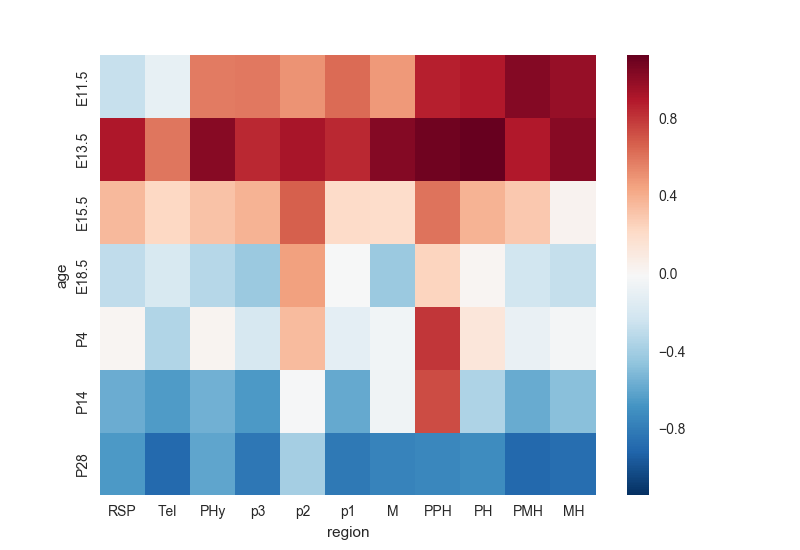 E11.5
E13.5
E15.5
E18.5
P4
P14
P28
age
RSP Tel PHy p3 p2 p1 M PPH PH PMH MH
region
0.8
0.4
0.0
−0.4
−0.8